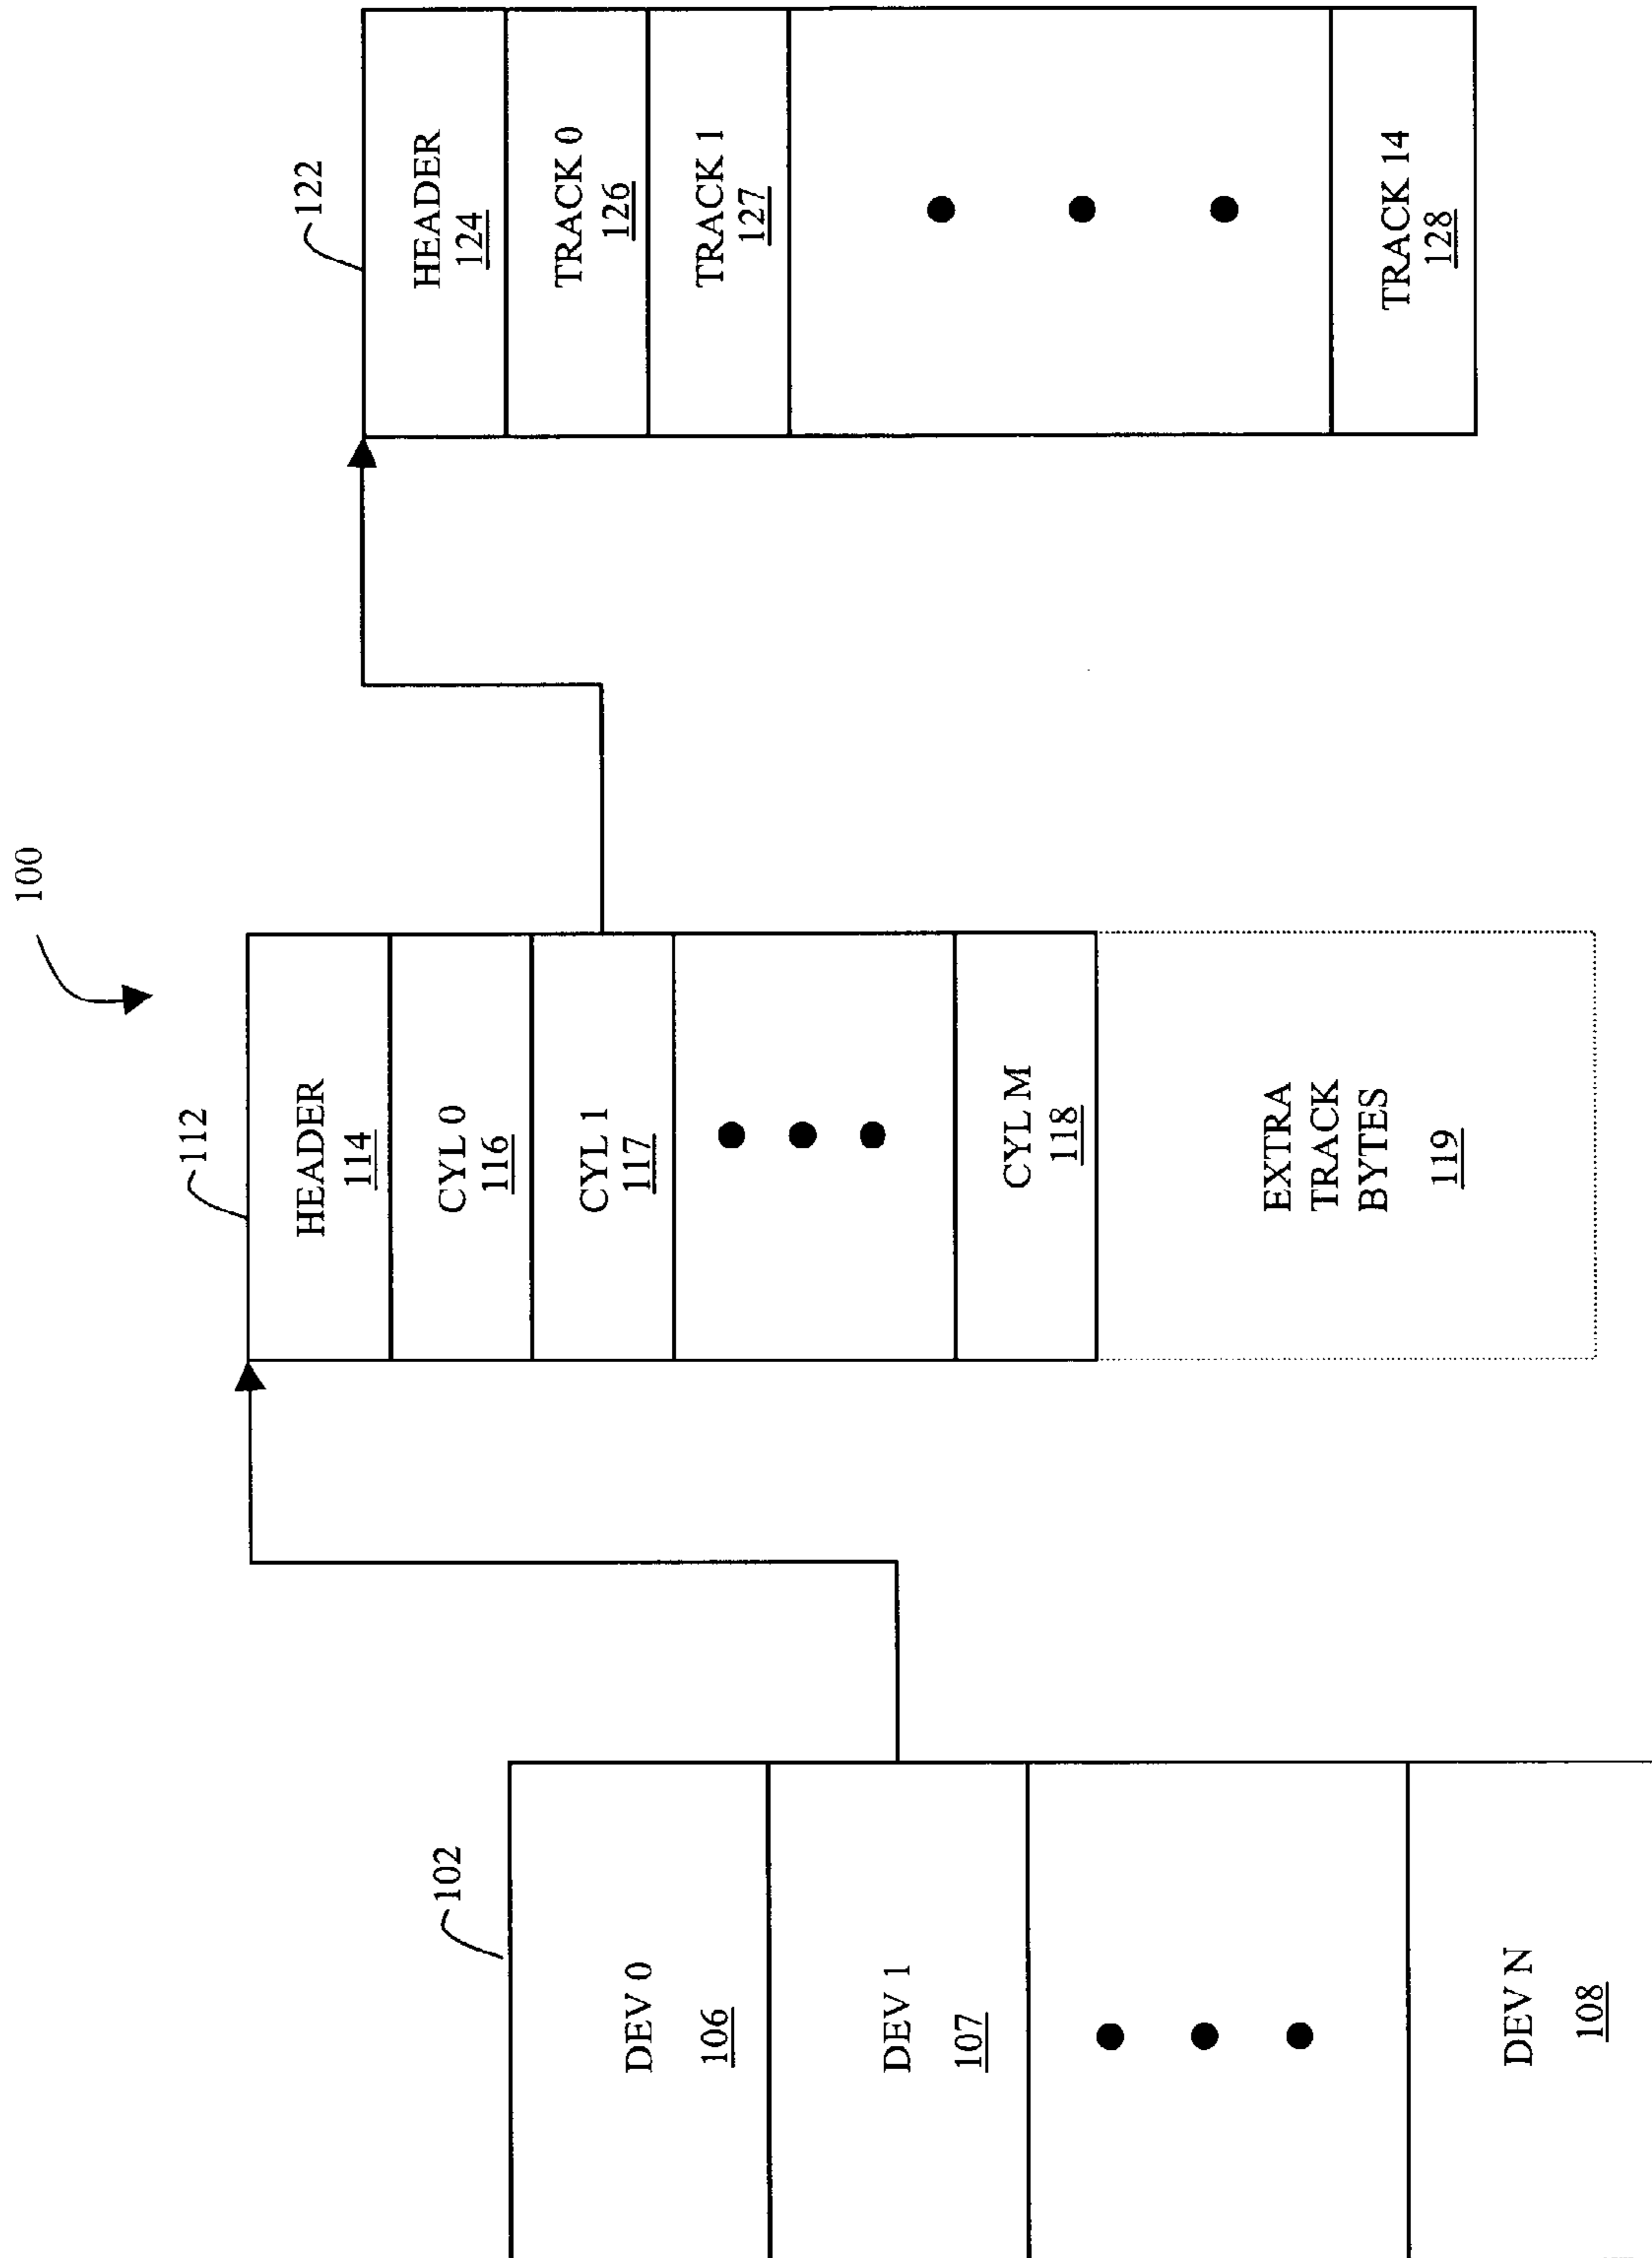 100
102
DEV 0
106
DEV 1
107
DEV N
108
112
HEADER
114
CYL 0
116
CYL 1
117
CYL M
118
EXTRA
TRACK
BYTES
119
122
HEADER
124
TRACK 0
126
TRACK 1
127
TRACK 14
128